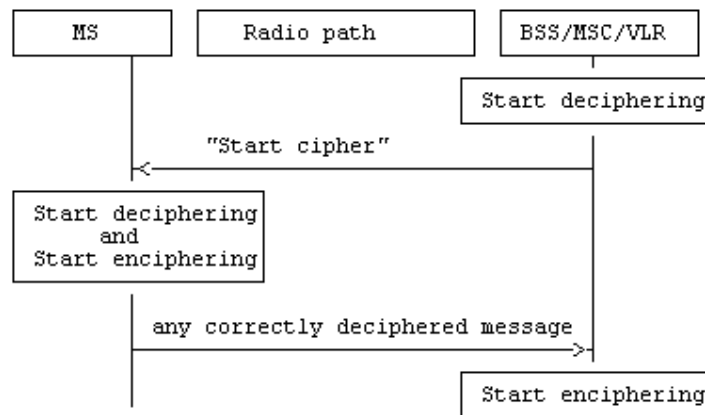 MS
Radio path
BSS/MSC/VLR
Start deciphering
"Start cipher"
Start deciphering
and
Start enciphering
any correctly deciphered message
Start enciphering